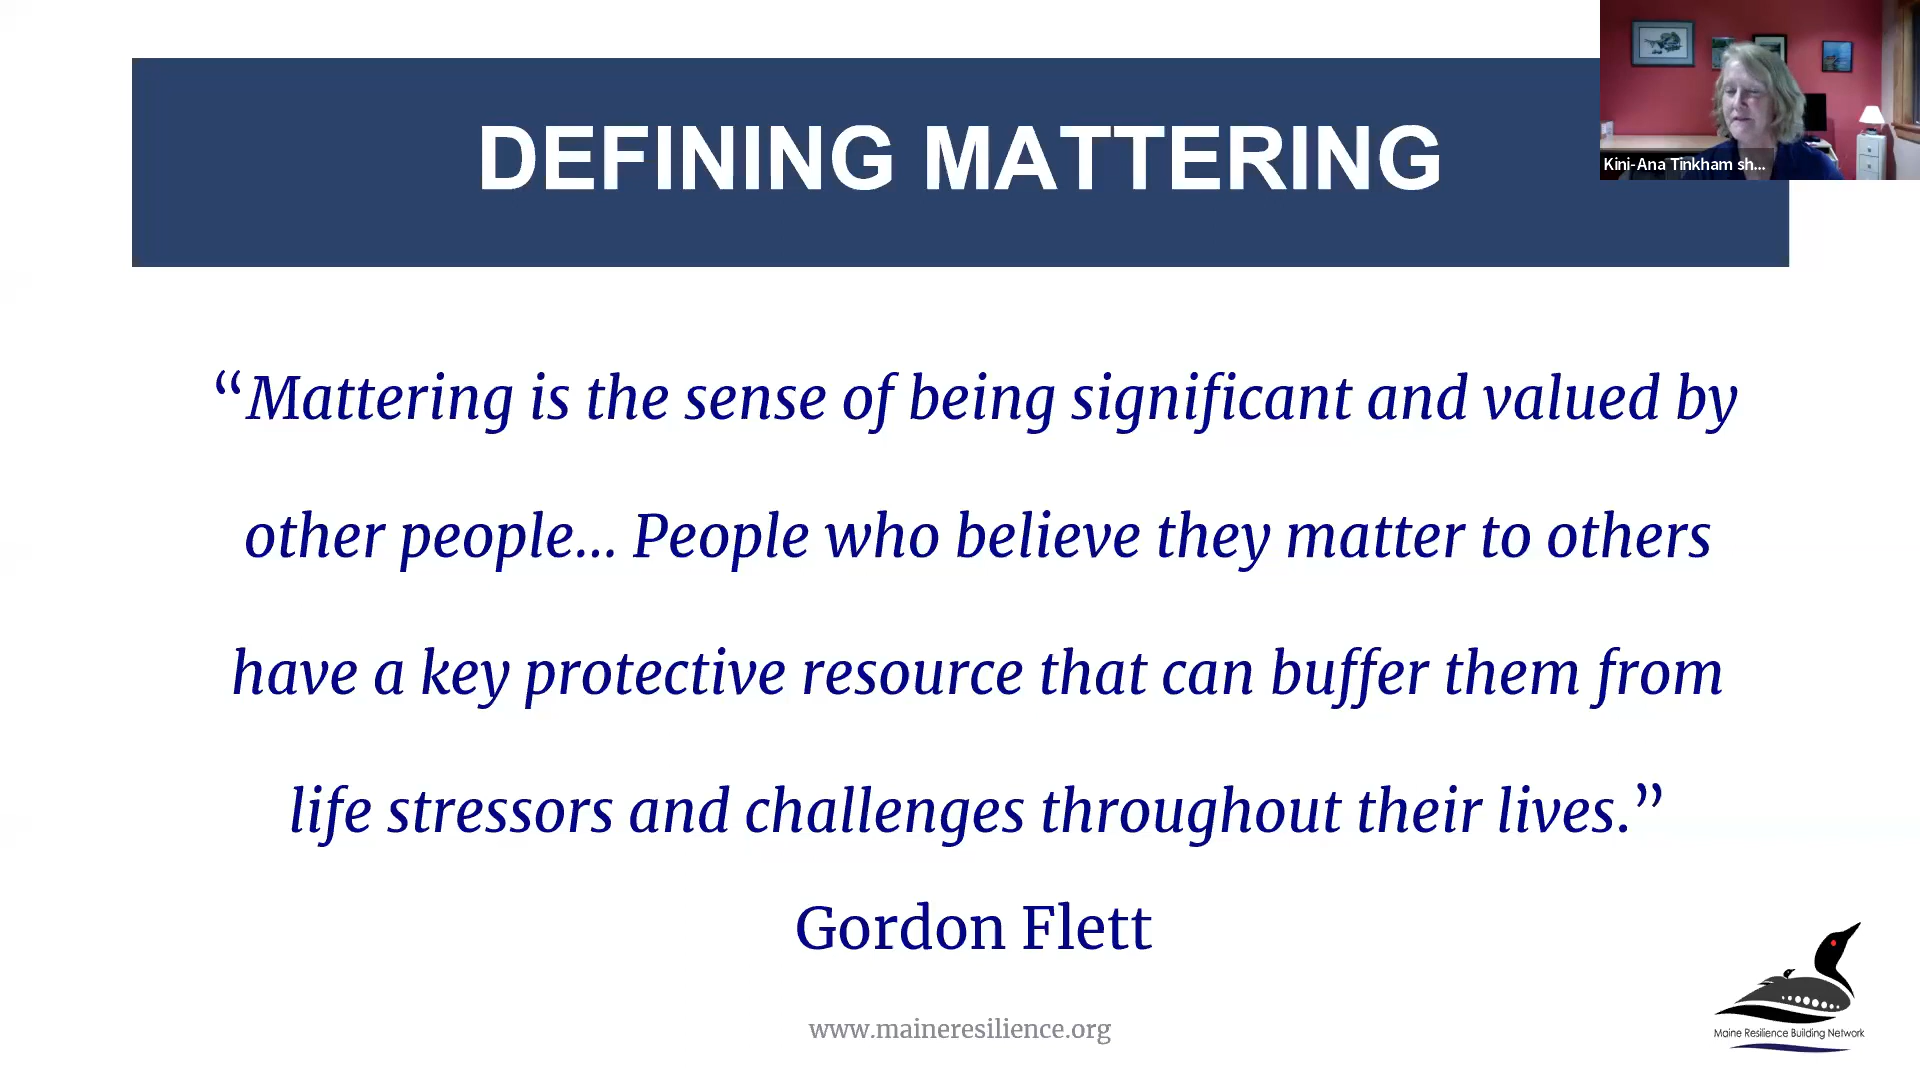 DEFINING MATTERING
Kini-Ana Tinkham sh...
“Mattering is the sense of being significant and valued by
other people... People who believe they matter to others
have a key protective resource that can buffer them from
life stressors and challenges throughout their lives.”
Gordon Flett
www.maineresilience.org
Maine Resilience Building Network